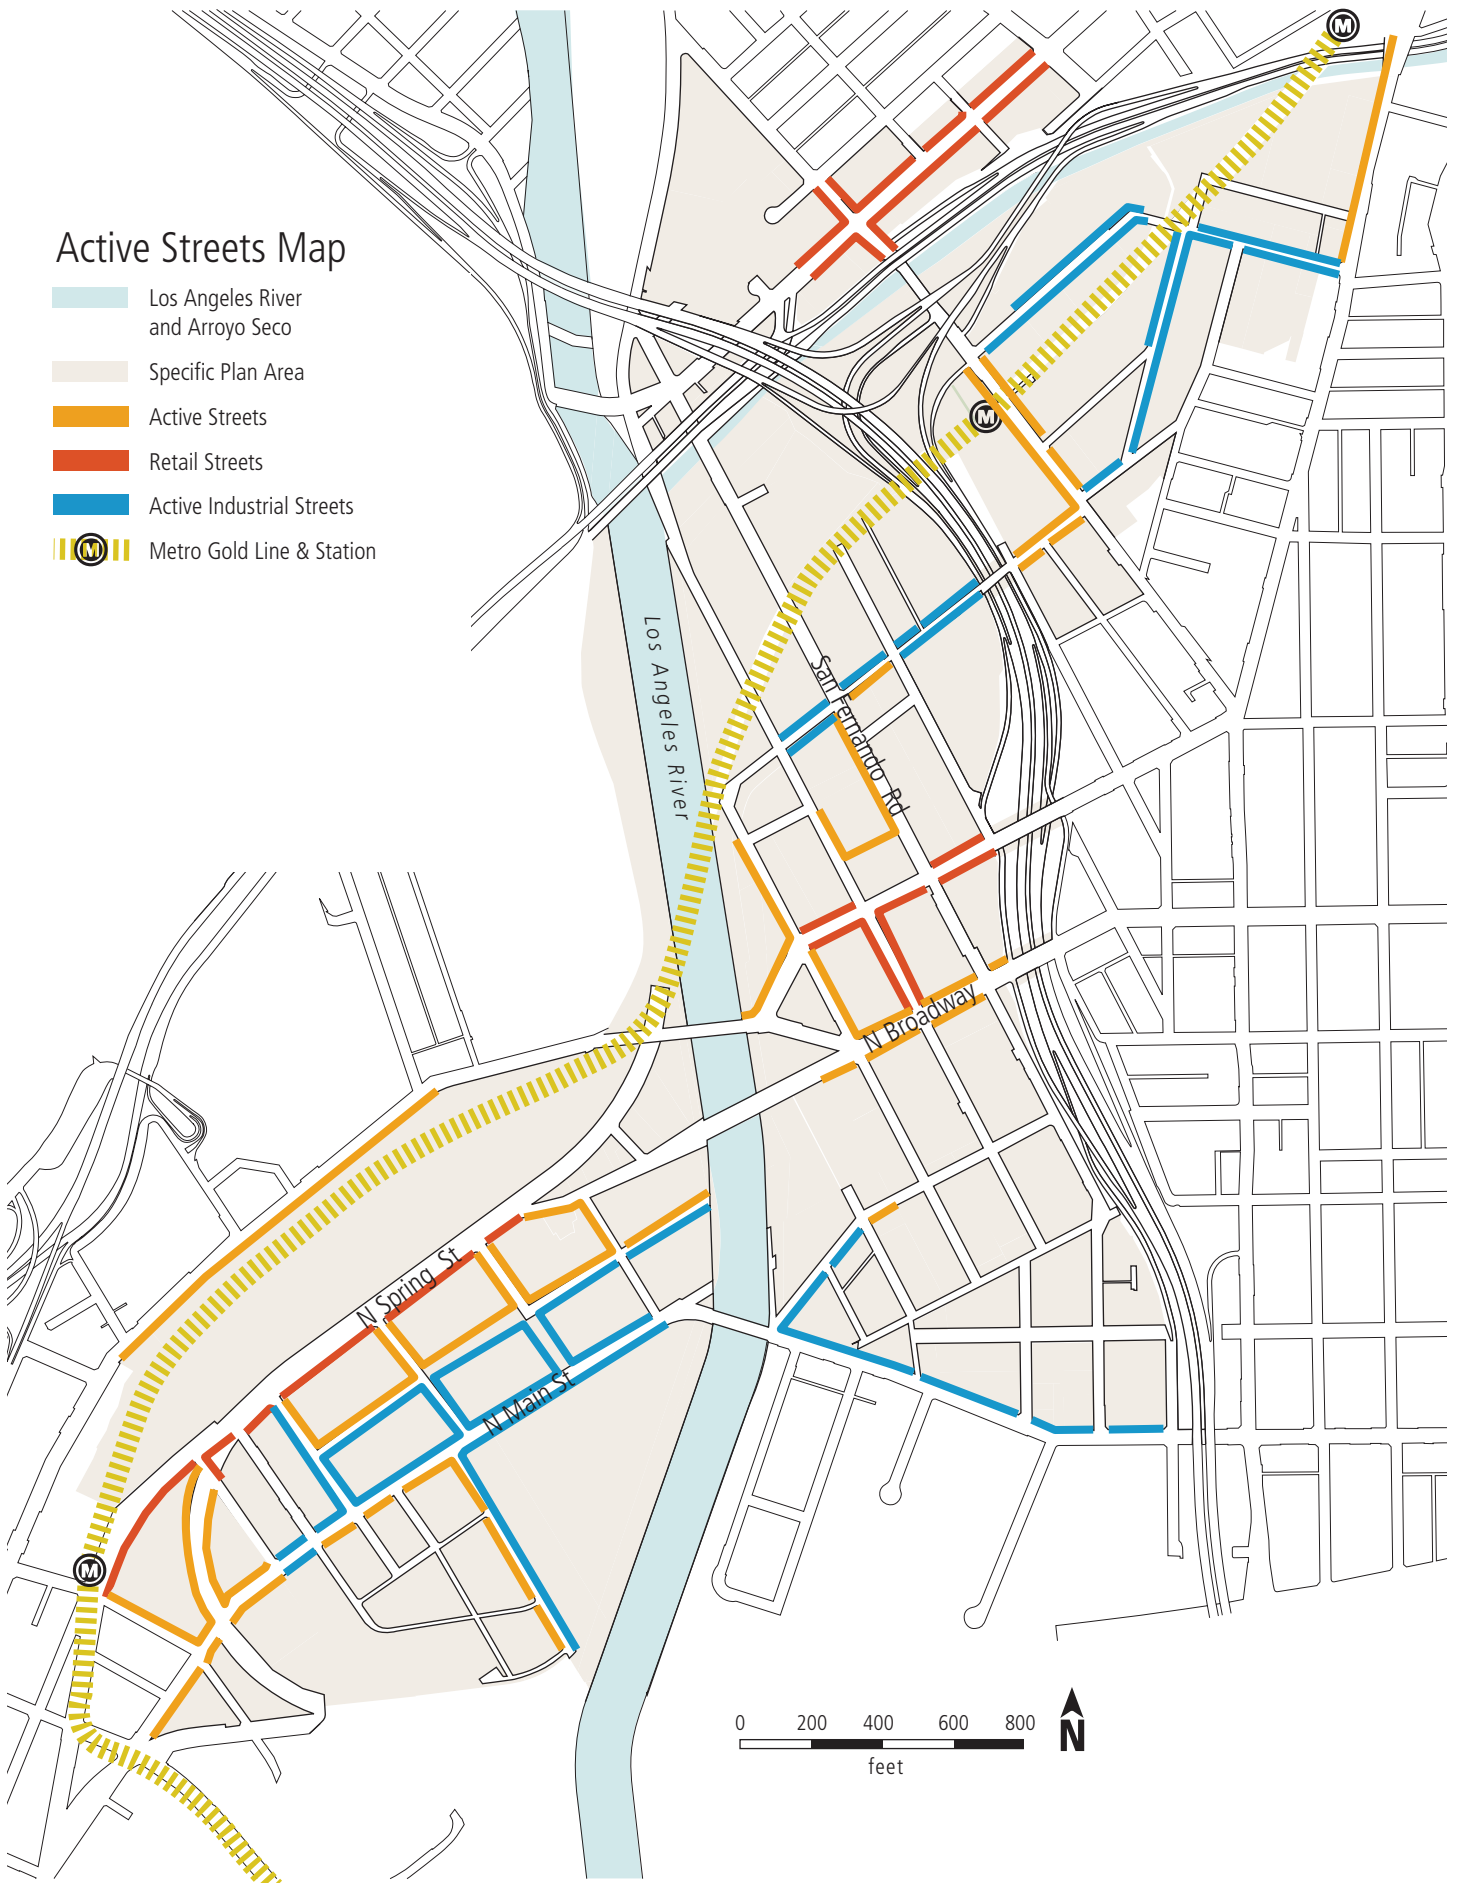 M
Active Streets Map
Los Angeles River
and Arroyo Seco
Specific Plan Area
Active Streets
M
Retail Streets
Active Industrial Streets
M
Metro Gold Line & Station
Los Angeles River
San Fernando Rd
N Broadway
N Spring St
N Main St
M
0 200 400 600 800
feet
N